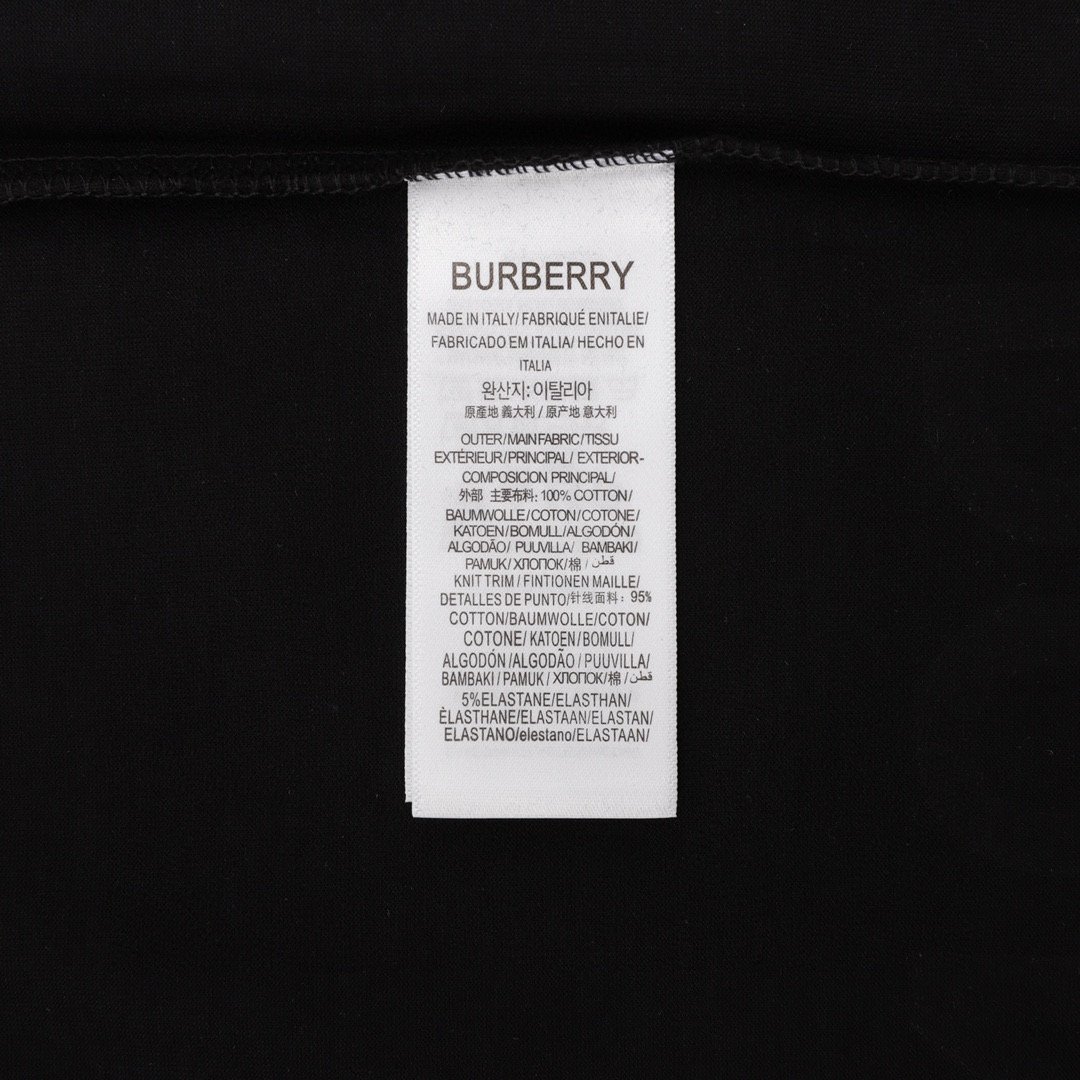 BURBERRY
MADE IN ITALY/ FABRIQUÉ ENITALIE/
FABRICADO EM ITALIA/ HECHO EN
ITALIA
완산지: 이탈리아
原產地 義大利 / 原产地 意大利
OUTER/MAIN FABRIC/TISSU
EXTÉRIEUR/PRINCIPAL/ EXTERIOR-
COMPOSICION PRINCIPAL/
外部 主要布料: 100% COTTON/
BAUMWOLLE/COTON/COTONE/
KATOEN/BOMULL/ALGODÓN/
ALGODÃO/ PUUVILLA/ BAMBAKI/
PAMUK/ХЛОПОК/棉 / قطن
KNIT TRIM / FINTIONEN MAILLE/
DETALLES DE PUNTO/针线面料: 95%
COTTON/BAUMWOLLE/COTON/
COTONE/ KATOEN/BOMULL/
ALGODÓN /ALGODÃO / PUUVILLA/
BAMBAKI / PAMUK / ХЛОПОК/棉/ قطن
5%ELASTANE/ELASTHAN/
ÈLASTHANE/ELASTAAN/ELASTAN/
ELASTANO/elestano/ELASTAAN/